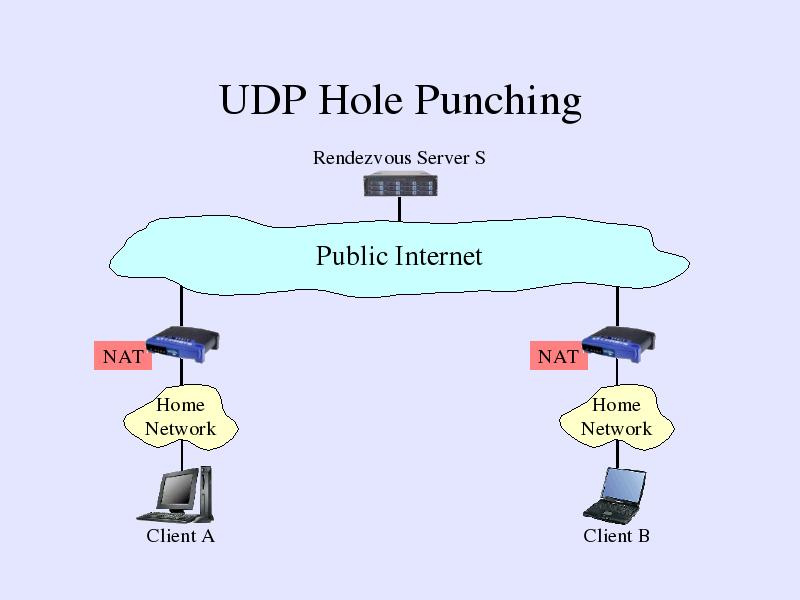 UDP Hole Punching
Rendezvous Server S
Public Internet
NAT
NAT
Home
Network
Home
Network
Client A
Client B